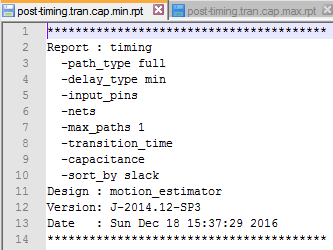 post-timing.tran.cap.min.rpt post-timing.tran.cap.max.rpt
1 ****************************************
2 Report : timing
3 -path_type full
4 -delay_type min
5 -input_pins
6 -nets
7 -max_paths 1
8 -transition_time
9 -capacitance
10 -sort_by slack
11 Design : motion_estimator
12 Version: J-2014.12-SP3
13 Date   : Sun Dec 18 15:37:29 2016
14 ****************************************